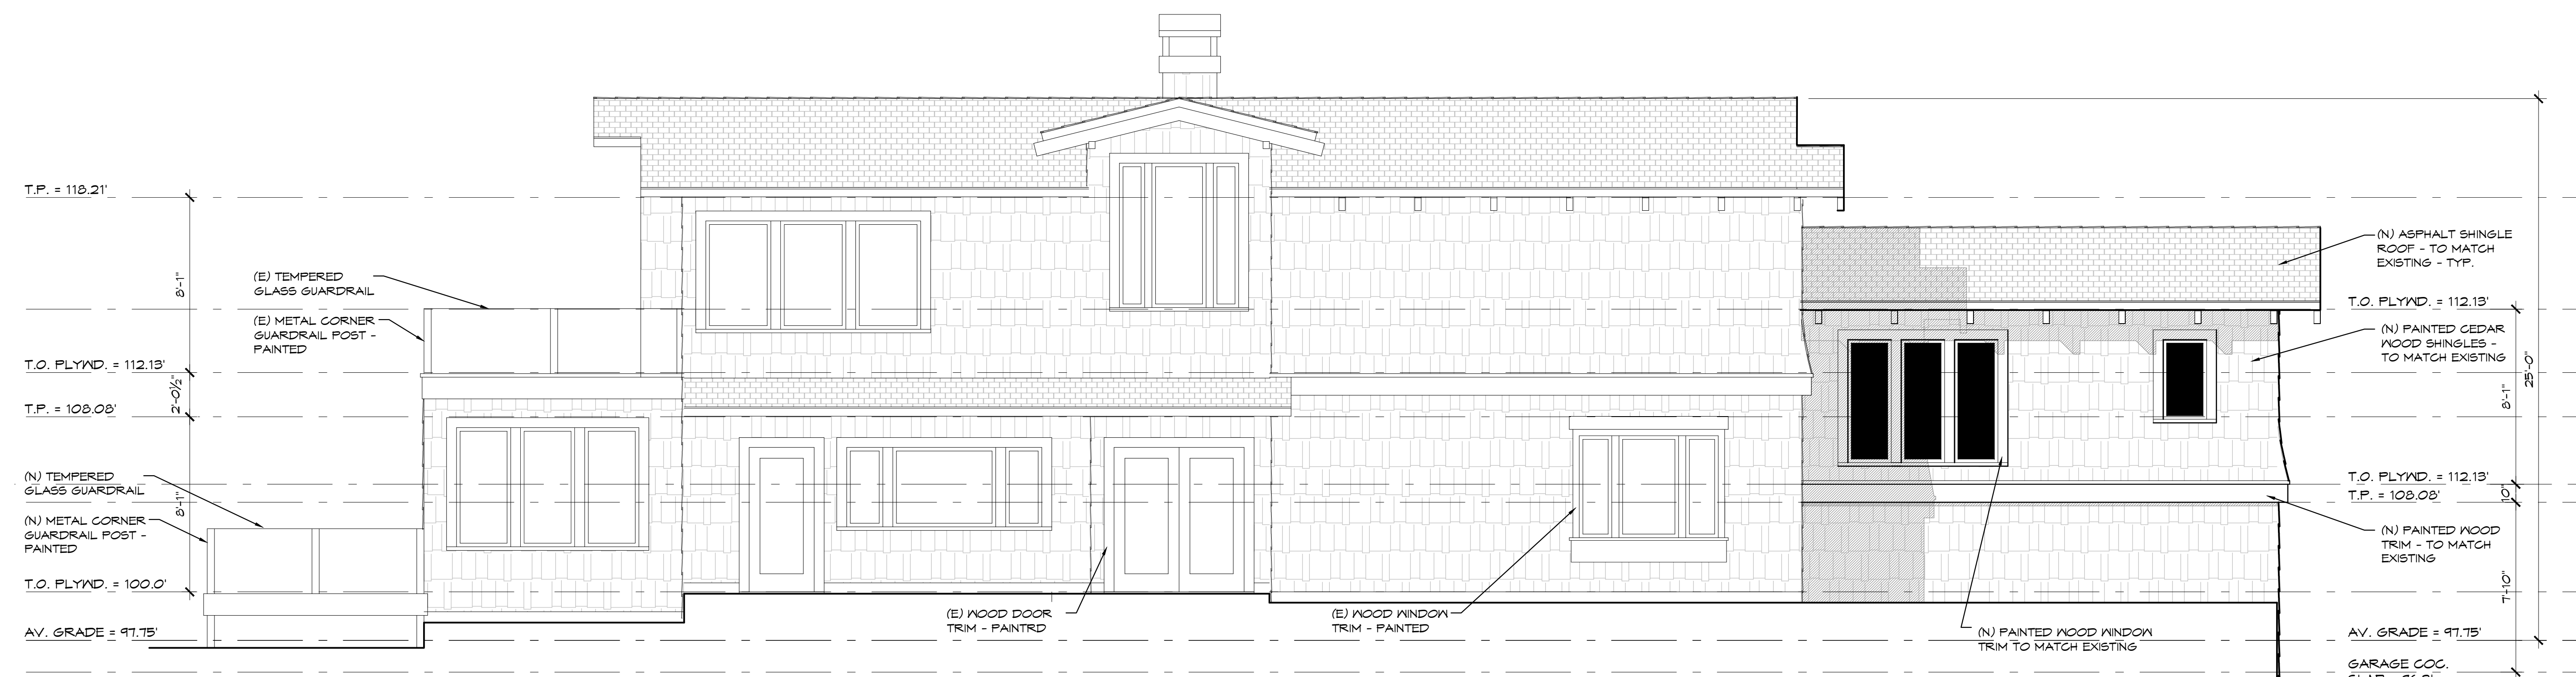 T.P. = 118.21'
8'-1"
(E) TEMPERED
GLASS GUARDRAIL
(E) METAL CORNER
GUARDRAIL POST -
PAINTED
T.O. PLYWD. = 112.13'
2'-0½"
T.P. = 108.08'
(N) TEMPERED
GLASS GUARDRAIL
8'-1"
(N) METAL CORNER
GUARDRAIL POST -
PAINTED
T.O. PLYWD. = 100.0'
AV. GRADE = 97.75'
(E) WOOD DOOR
TRIM - PAINTRD
(E) WOOD WINDOW
TRIM - PAINTED
(N) PAINTED WOOD WINDOW
TRIM TO MATCH EXISTING
(N) ASPHALT SHINGLE
ROOF - TO MATCH
EXISTING - TYP.
T.O. PLYWD. = 112.13'
(N) PAINTED CEDAR
WOOD SHINGLES -
TO MATCH EXISTING
25'-0"
8'-1"
T.O. PLYWD. = 112.13'
T.P. = 108.08'
10"
(N) PAINTED WOOD
TRIM - TO MATCH
EXISTING
7'-10"
AV. GRADE = 97.75'
GARAGE COC.